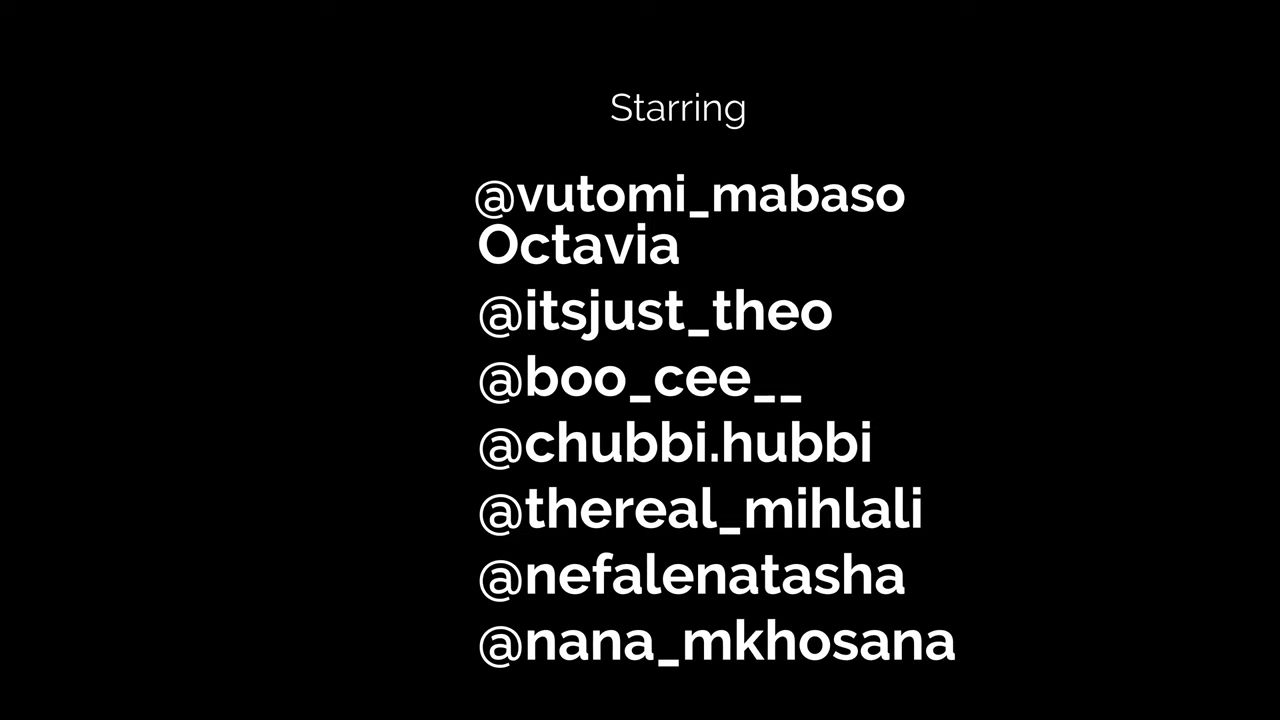 Starring
@vutomi_mabaso
Octavia
@itsjust_theo
@boo_cee__
@chubbi.hubbi
@thereal_mihlali
@nefalenatasha
@nana_mkhosana